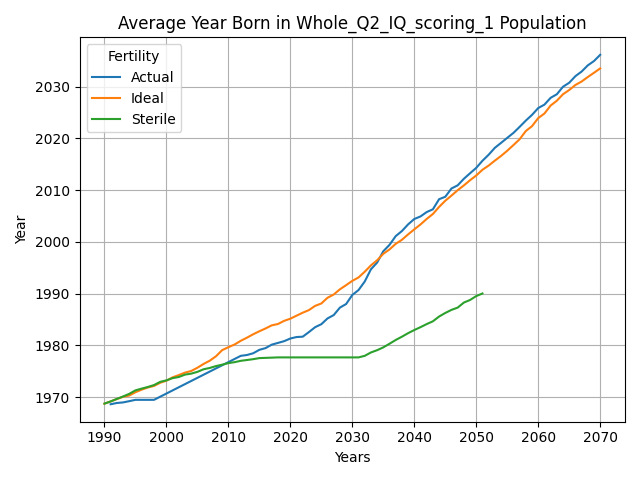 Average Year Born in Whole_Q2_IQ_scoring_1 Population
Fertility
Actual
Ideal
Sterile
Year
2030
2020
2010
2000
1990
1980
1970
1990 2000 2010 2020 2030 2040 2050 2060 2070
Years